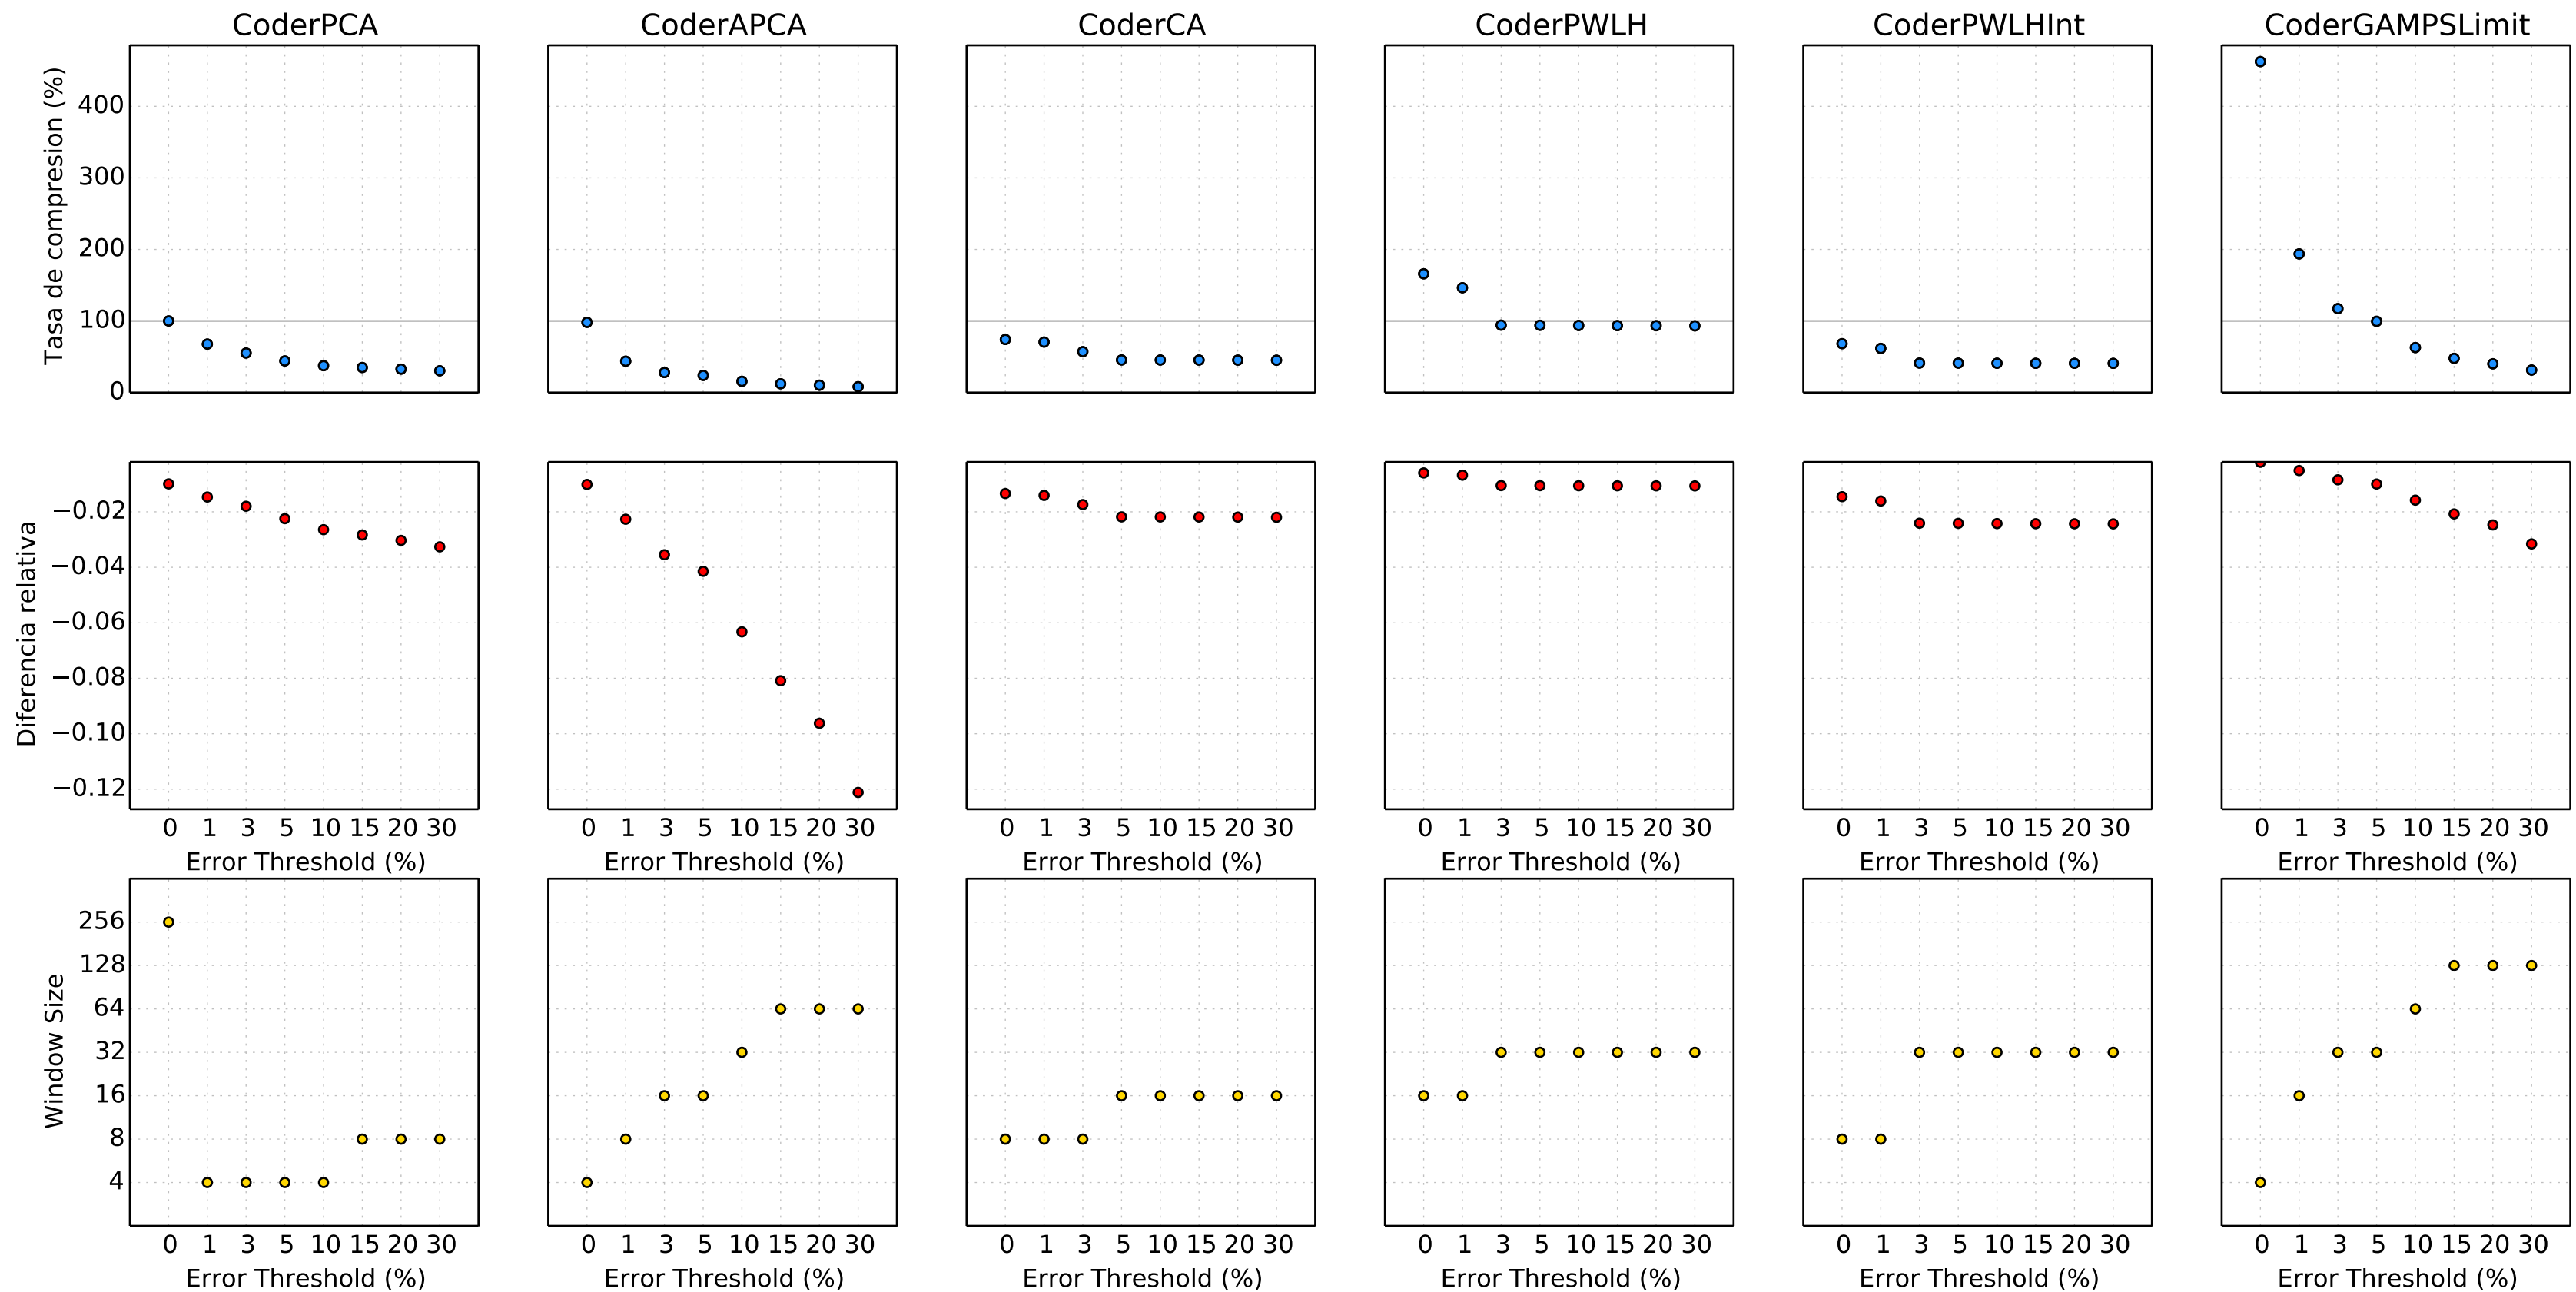 CoderPCA CoderAPCA CoderCA CoderPWLH CoderPWLHInt CoderGAMPSLimit
Tasa de compresion (%)
400
300
200
100
0
Diferencia relativa
−0.02
−0.04
−0.06
−0.08
−0.10
−0.12
0 1 3 5 10 15 20 30 0 1 3 5 10 15 20 30 0 1 3 5 10 15 20 30 0 1 3 5 10 15 20 30 0 1 3 5 10 15 20 30 0 1 3 5 10 15 20 30
Error Threshold (%) Error Threshold (%) Error Threshold (%) Error Threshold (%) Error Threshold (%) Error Threshold (%)
Window Size
256
128
64
32
16
8
4
0 1 3 5 10 15 20 30 0 1 3 5 10 15 20 30 0 1 3 5 10 15 20 30 0 1 3 5 10 15 20 30 0 1 3 5 10 15 20 30 0 1 3 5 10 15 20 30
Error Threshold (%) Error Threshold (%) Error Threshold (%) Error Threshold (%) Error Threshold (%) Error Threshold (%)